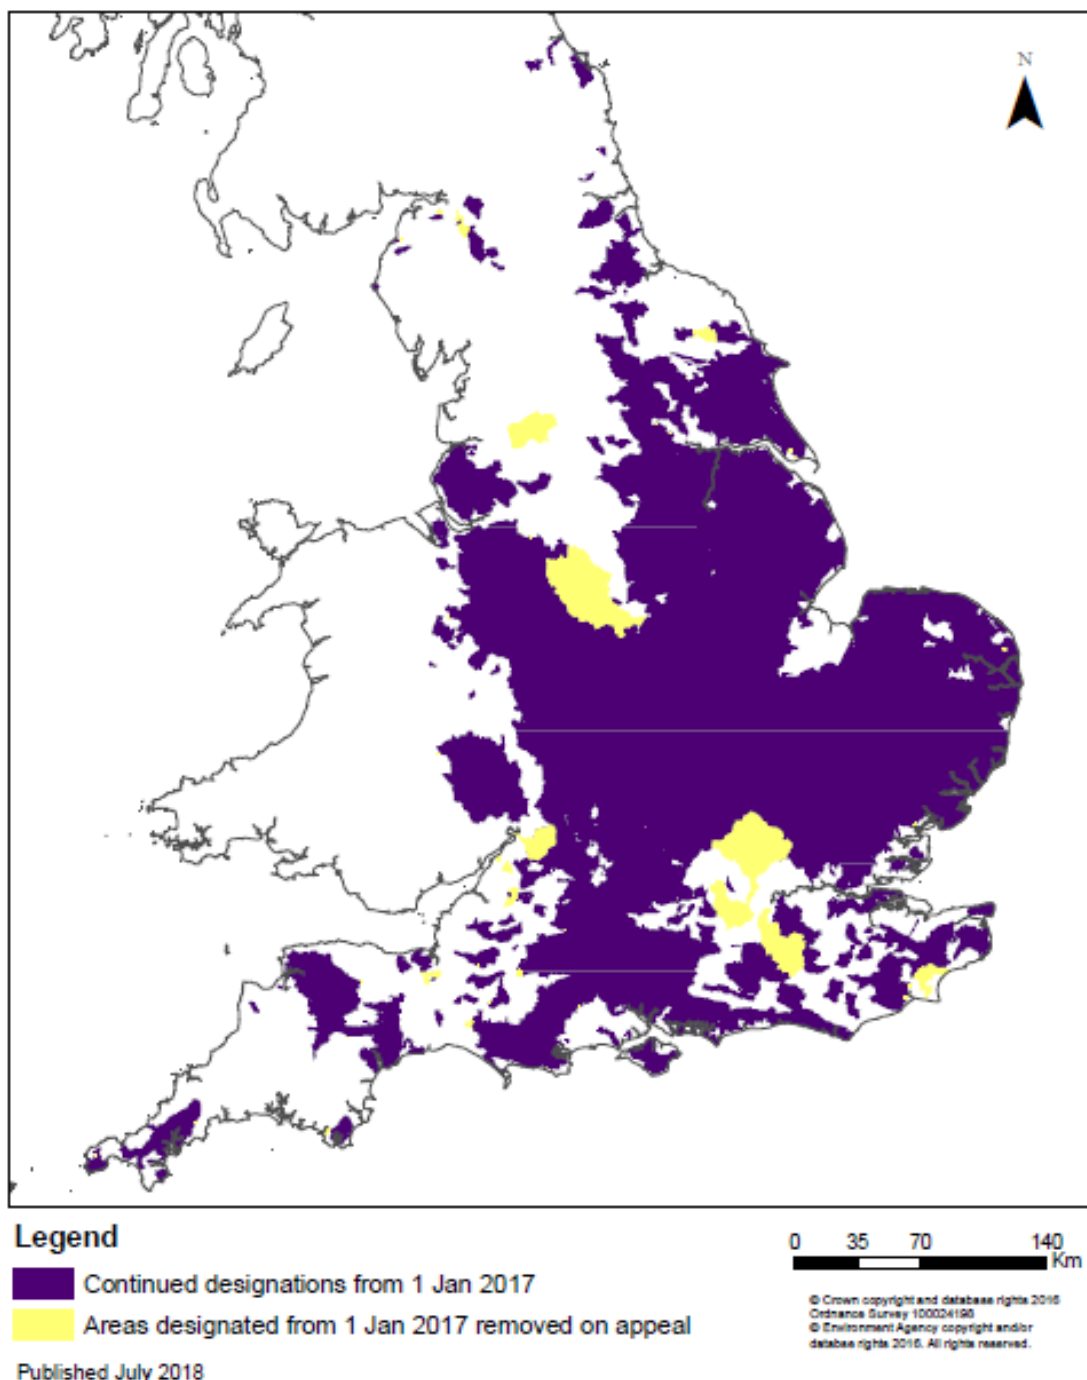 N
Legend
0 35 70 140
Km
Continued designations from 1 Jan 2017
Areas designated from 1 Jan 2017 removed on appeal
© Crown copyright and database rights 2016
Ordnance Survey 100024198
© Environment Agency copyright and/or
database rights 2016. All rights reserved.
Published July 2018